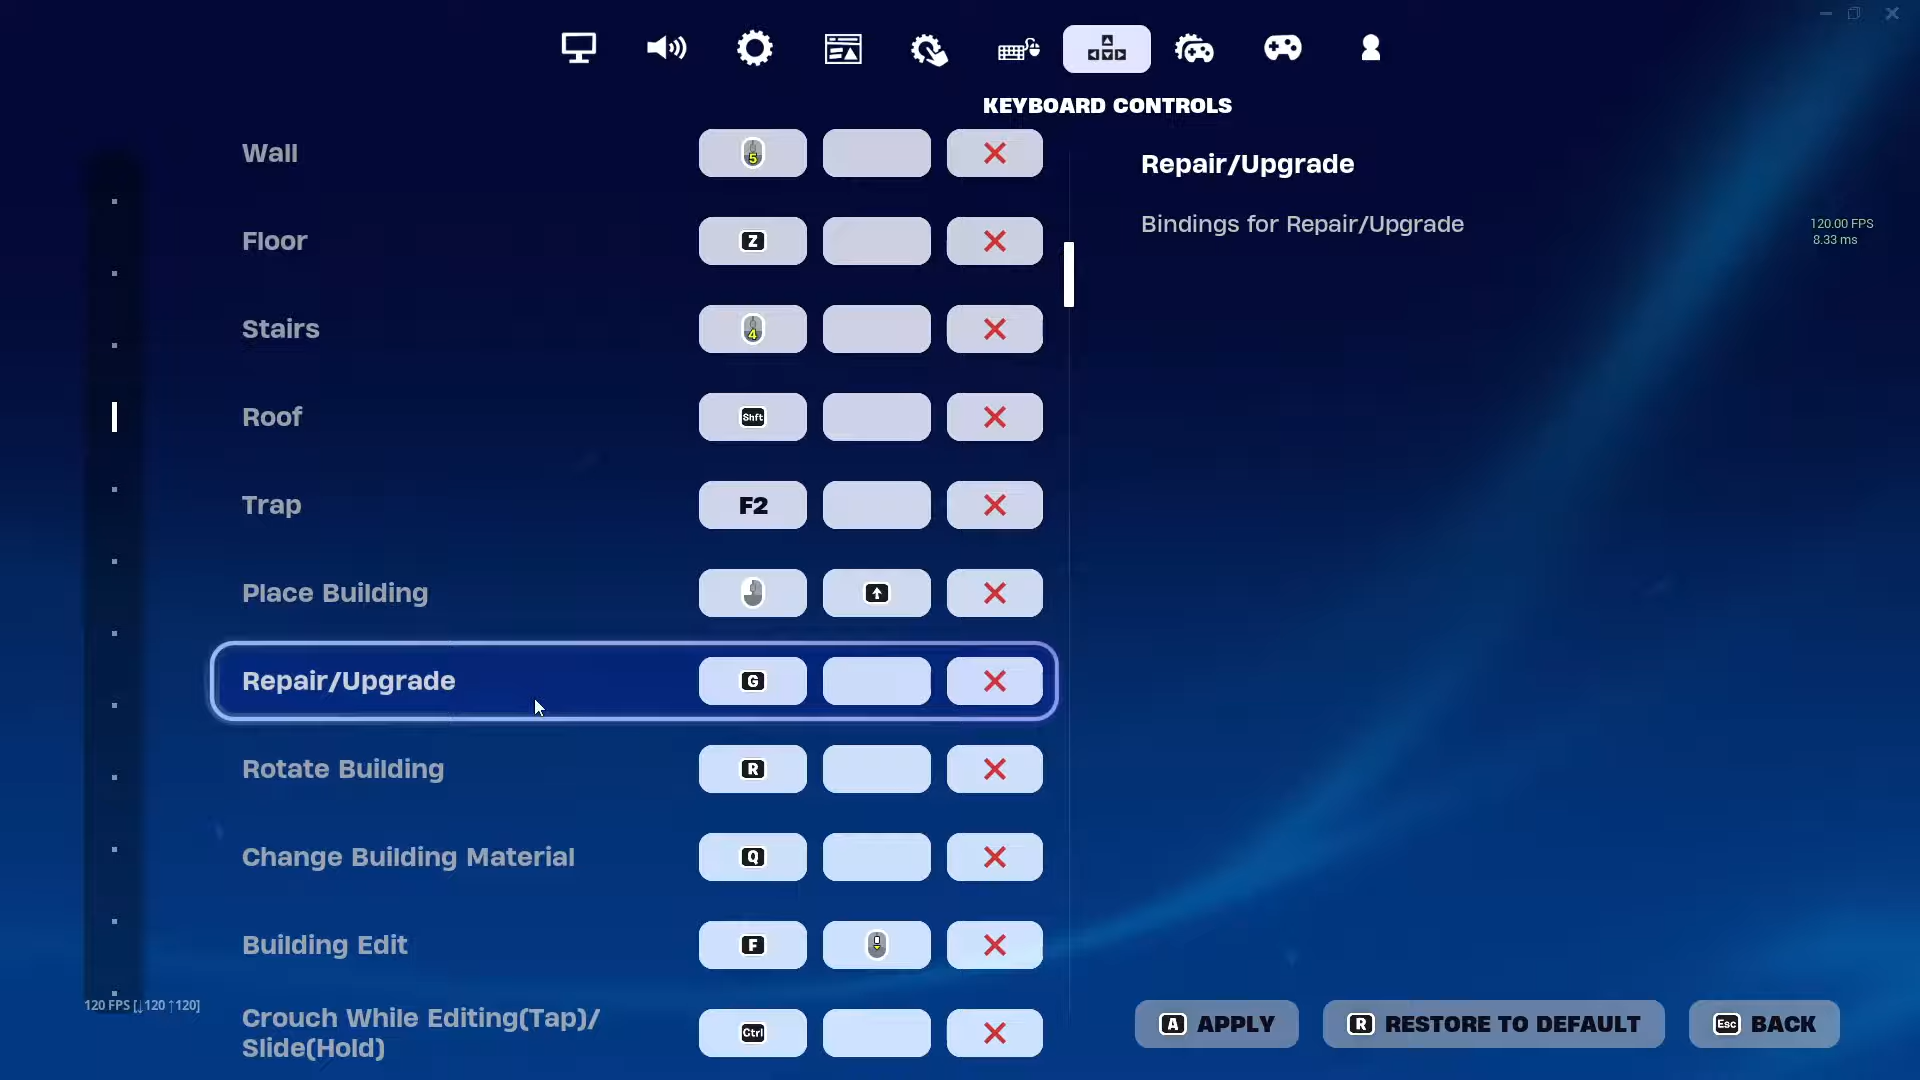 KEYBOARD CONTROLS
Wall 5
Floor Z
Stairs 4
Roof Shft
Trap F2
Place Building
Repair/Upgrade G
Rotate Building R
Change Building Material Q
Building Edit F
Crouch While Editing(Tap)/
Slide(Hold) Ctrl
Repair/Upgrade
Bindings for Repair/Upgrade
120.00 FPS
8.33 ms
120 FPS [↓120 ↑120]
A APPLY
R RESTORE TO DEFAULT
Esc BACK